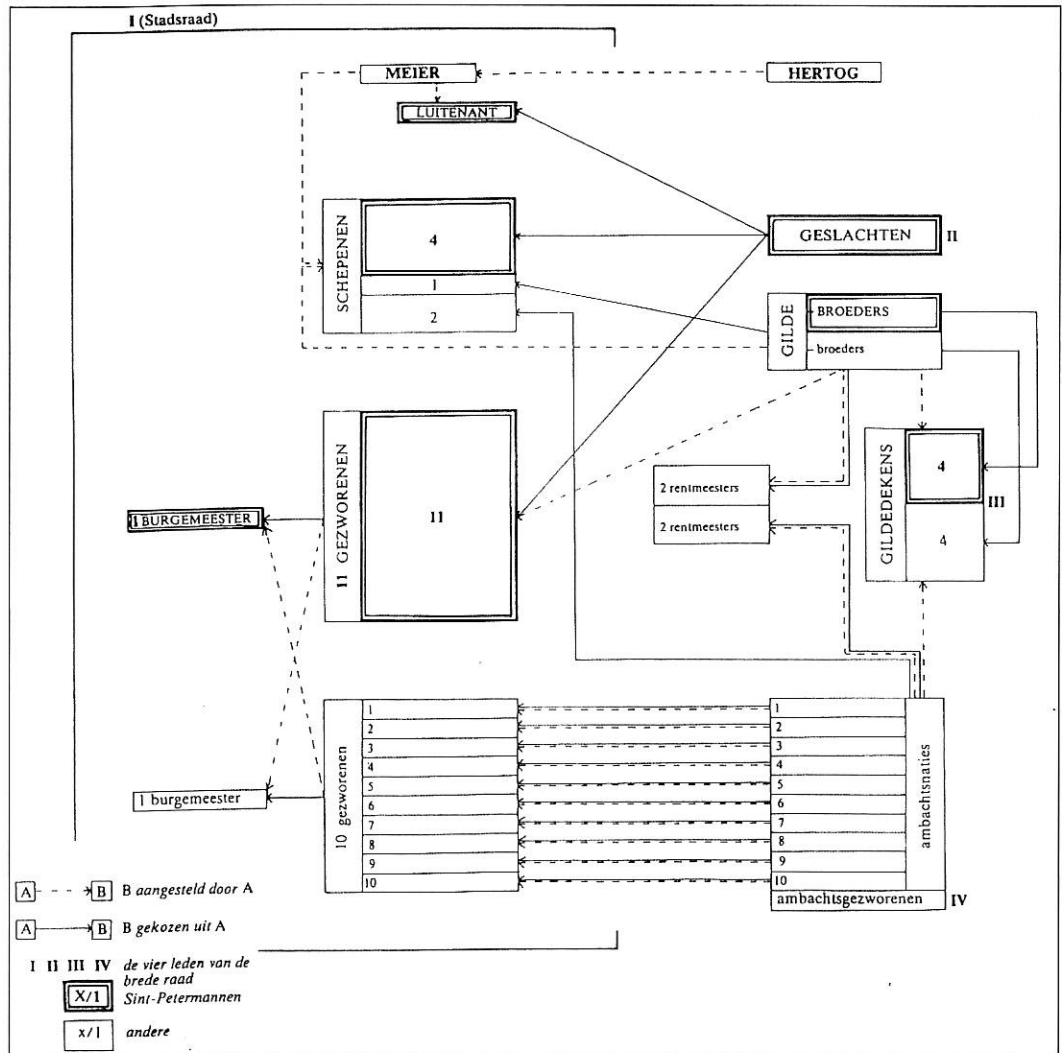 I (Stadsraad)
MEIER
HERTOG
LUITENANT
SCHEPENEN
4
1
2
GESLACHTEN
II
GILDE
BROEDERS
broeders
GILDEDEKENS
4
4
III
2 rentmeesters
2 rentmeesters
11 GEZWORENEN
11
1 BURGEMEESTER
1 burgemeester
10 gezworenen
1
2
3
4
5
6
7
8
9
10
1
2
3
4
5
6
7
8
9
10
ambachtsnaties
ambachtsgezworenen
IV
A
B
B aangesteld door A
A
B
B gekozen uit A
I II III IV de vier leden van de
brede raad
X/1
Sint-Petermannen
x/1
andere